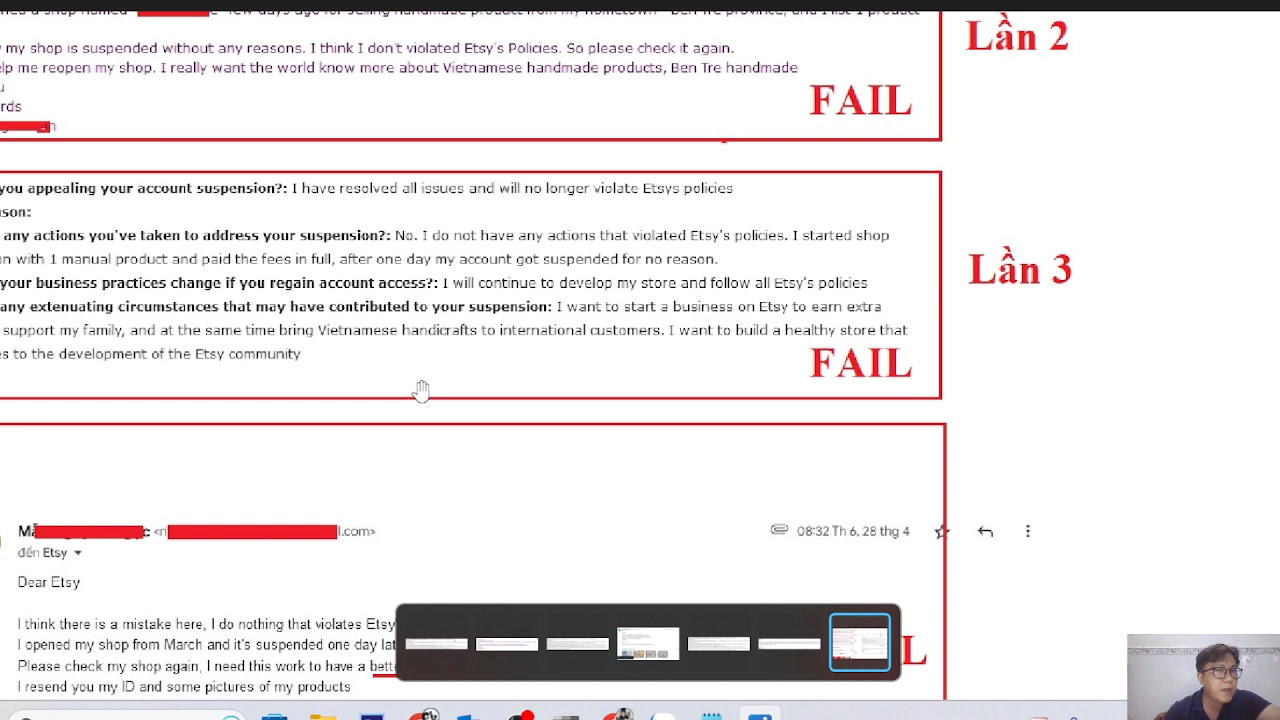 my shop is suspended without any reasons. I think I don't violated Etsy's Policies. So please check it again.
help me reopen my shop. I really want the world know more about Vietnamese handmade products, Ben Tre handmade
Lần 2
FAIL
you appealing your account suspension?: I have resolved all issues and will no longer violate Etsys policies
any actions you've taken to address your suspension?: No. I do not have any actions that violated Etsy's policies. I started shop
with 1 manual product and paid the fees in full, after one day my account got suspended for no reason.
your business practices change if you regain account access?: I will continue to develop my store and follow all Etsy's policies
any extenuating circumstances that may have contributed to your suspension: I want to start a business on Etsy to earn extra
support my family, and at the same time bring Vietnamese handicrafts to international customers. I want to build a healthy store that
to the development of the Etsy community
Lần 3
FAIL
08:32 Th 6, 28 thg 4
đến Etsy
Dear Etsy
I think there is a mistake here, I do nothing that violates Etsy
I opened my shop from March and it's suspended one day
Please check my shop again, I need this work to have a
I resend you my ID and some pictures of my products